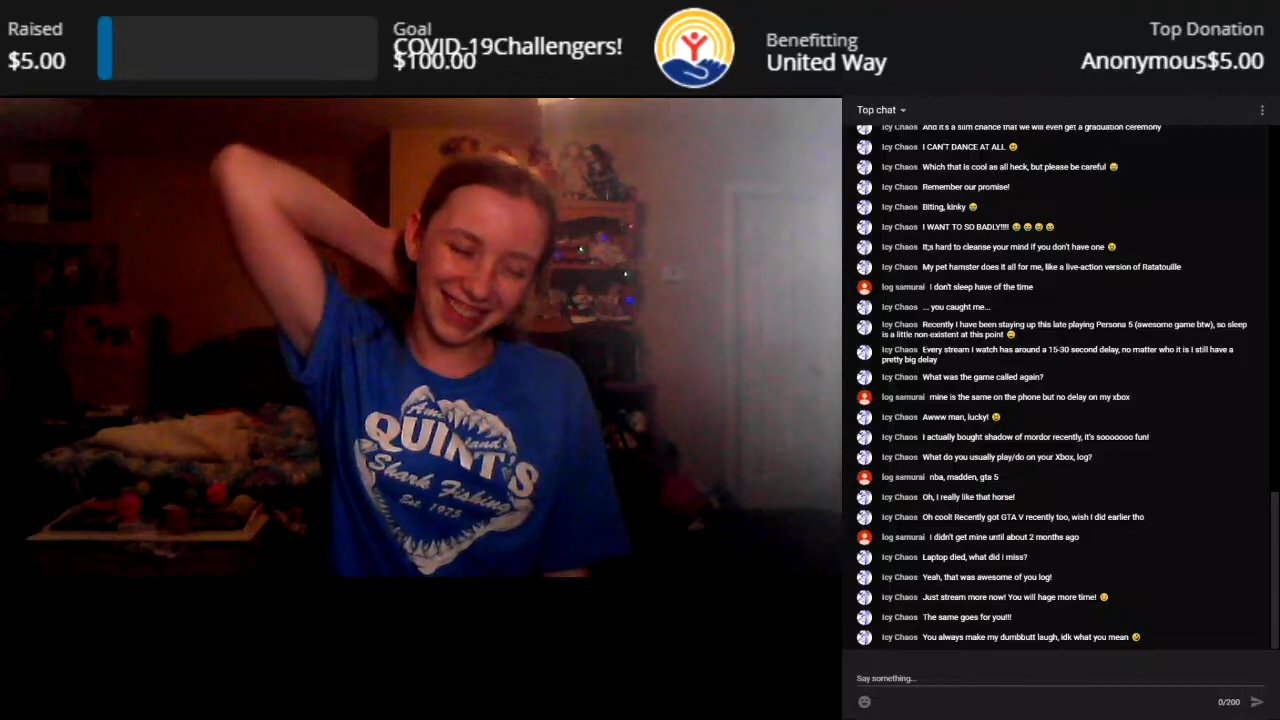 Raised
$5.00
Goal
COVID-19Challengers!
$100.00
Benefitting
United Way
Top Donation
Anonymous$5.00
Top chat
Icy Chaos And it's a slim chance that we will even get a graduation ceremony
Icy Chaos I CAN'T DANCE AT ALL
Icy Chaos Which that is cool as all heck, but please be careful
Icy Chaos Remember our promise!
Icy Chaos Biting, kinky
Icy Chaos I WANT TO SO BADLY!!!!
Icy Chaos It;s hard to cleanse your mind if you don't have one
Icy Chaos My pet hamster does it all for me, like a live-action version of Ratatouille
log samurai I don't sleep have of the time
Icy Chaos ... you caught me...
Icy Chaos Recently I have been staying up this late playing Persona 5 (awesome game btw), so sleep
is a little non-existent at this point
Icy Chaos Every stream I watch has around a 15-30 second delay, no matter who it is I still have a
pretty big delay
Icy Chaos What was the game called again?
log samurai mine is the same on the phone but no delay on my xbox
Icy Chaos Awww man, lucky!
Icy Chaos I actually bought shadow of mordor recently, it's sooooooo fun!
Icy Chaos What do you usually play/do on your Xbox, log?
log samurai nba, madden, gta 5
Icy Chaos Oh, I really like that horse!
Icy Chaos Oh cool! Recently got GTA V recently too, wish I did earlier tho
log samurai I didn't get mine until about 2 months ago
Icy Chaos Laptop died, what did I miss?
Icy Chaos Yeah, that was awesome of you log!
Icy Chaos Just stream more now! You will hage more time!
Icy Chaos The same goes for you!!!
Icy Chaos You always make my dumbbutt laugh, idk what you mean
Say something...
0/200
QUINT'S
Shark Fishing
Est. 1975